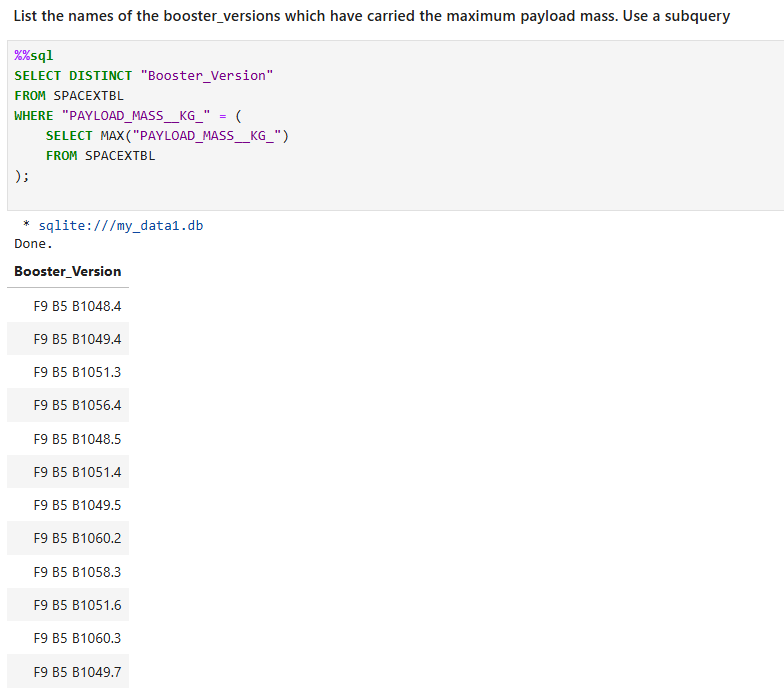 List the names of the booster_versions which have carried the maximum payload mass. Use a subquery
%%sql
SELECT DISTINCT "Booster_Version"
FROM SPACEXTBL
WHERE "PAYLOAD_MASS__KG_" = (
    SELECT MAX("PAYLOAD_MASS__KG_")
    FROM SPACEXTBL
);
* sqlite:///my_data1.db
Done.
Booster_Version
F9 B5 B1048.4
F9 B5 B1049.4
F9 B5 B1051.3
F9 B5 B1056.4
F9 B5 B1048.5
F9 B5 B1051.4
F9 B5 B1049.5
F9 B5 B1060.2
F9 B5 B1058.3
F9 B5 B1051.6
F9 B5 B1060.3
F9 B5 B1049.7